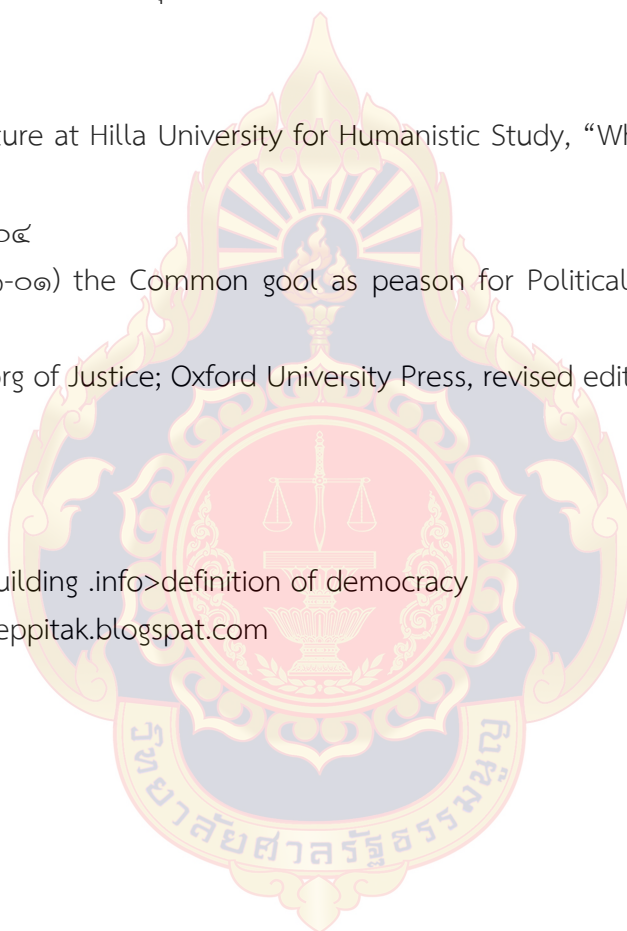 ture at Hilla University for Humanistic Study, “Wh
๐๔
-๐๑) the Common gool as peason for Political
org of Justice; Oxford University Press, revised edit
uilding .info>definition of democracy
eppitak.blogspat.com
วิทยาลัยศาลรัฐธรรมนูญ